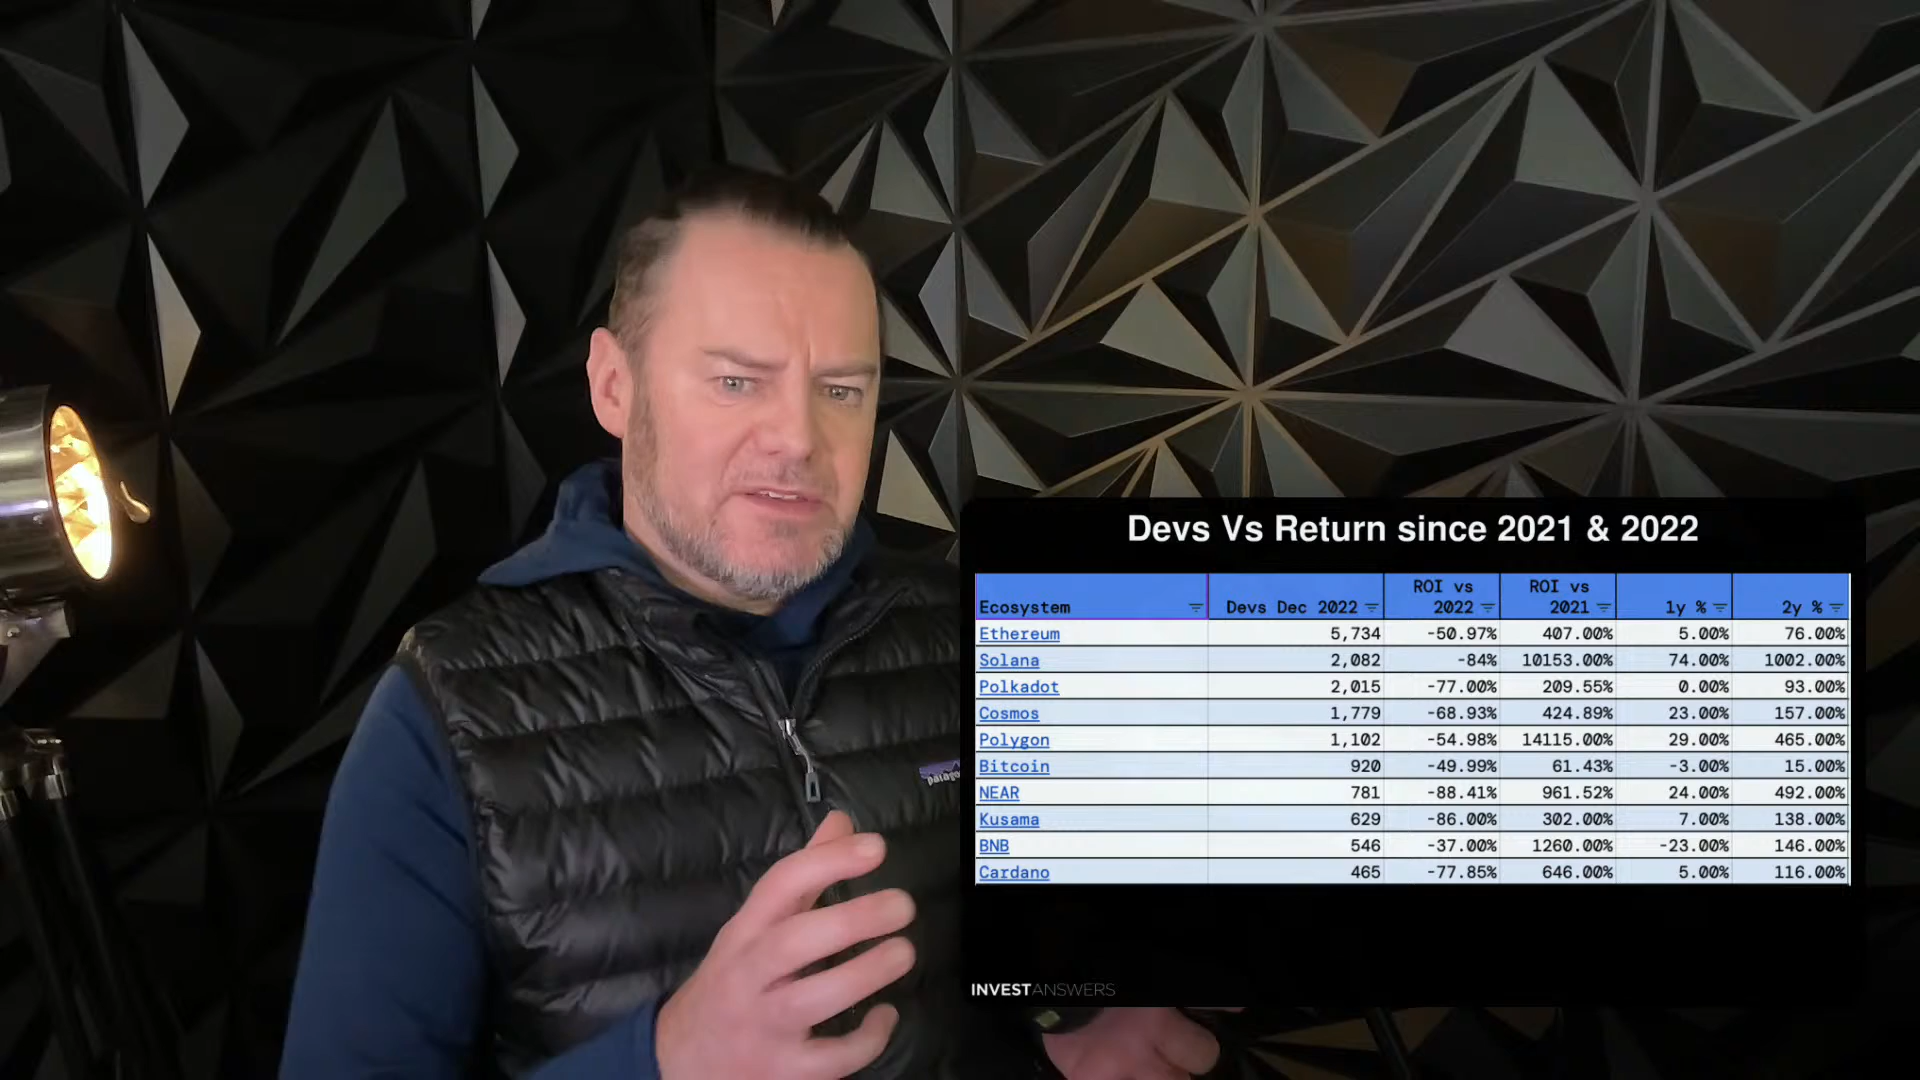 Devs Vs Return since 2021 & 2022
Ecosystem Devs Dec 2022 ROI vs 2022 ROI vs 2021 1y % 2y %
Ethereum 5,734 -50.97% 407.00% 5.00% 76.00%
Solana 2,082 -84% 10153.00% 74.00% 1002.00%
Polkadot 2,015 -77.00% 209.55% 0.00% 93.00%
Cosmos 1,779 -68.93% 424.89% 23.00% 157.00%
Polygon 1,102 -54.98% 14115.00% 29.00% 465.00%
Bitcoin 920 -49.99% 61.43% -3.00% 15.00%
NEAR 781 -88.41% 961.52% 24.00% 492.00%
Kusama 629 -86.00% 302.00% 7.00% 138.00%
BNB 546 -37.00% 1260.00% -23.00% 146.00%
Cardano 465 -77.85% 646.00% 5.00% 116.00%
INVESTANSWERS